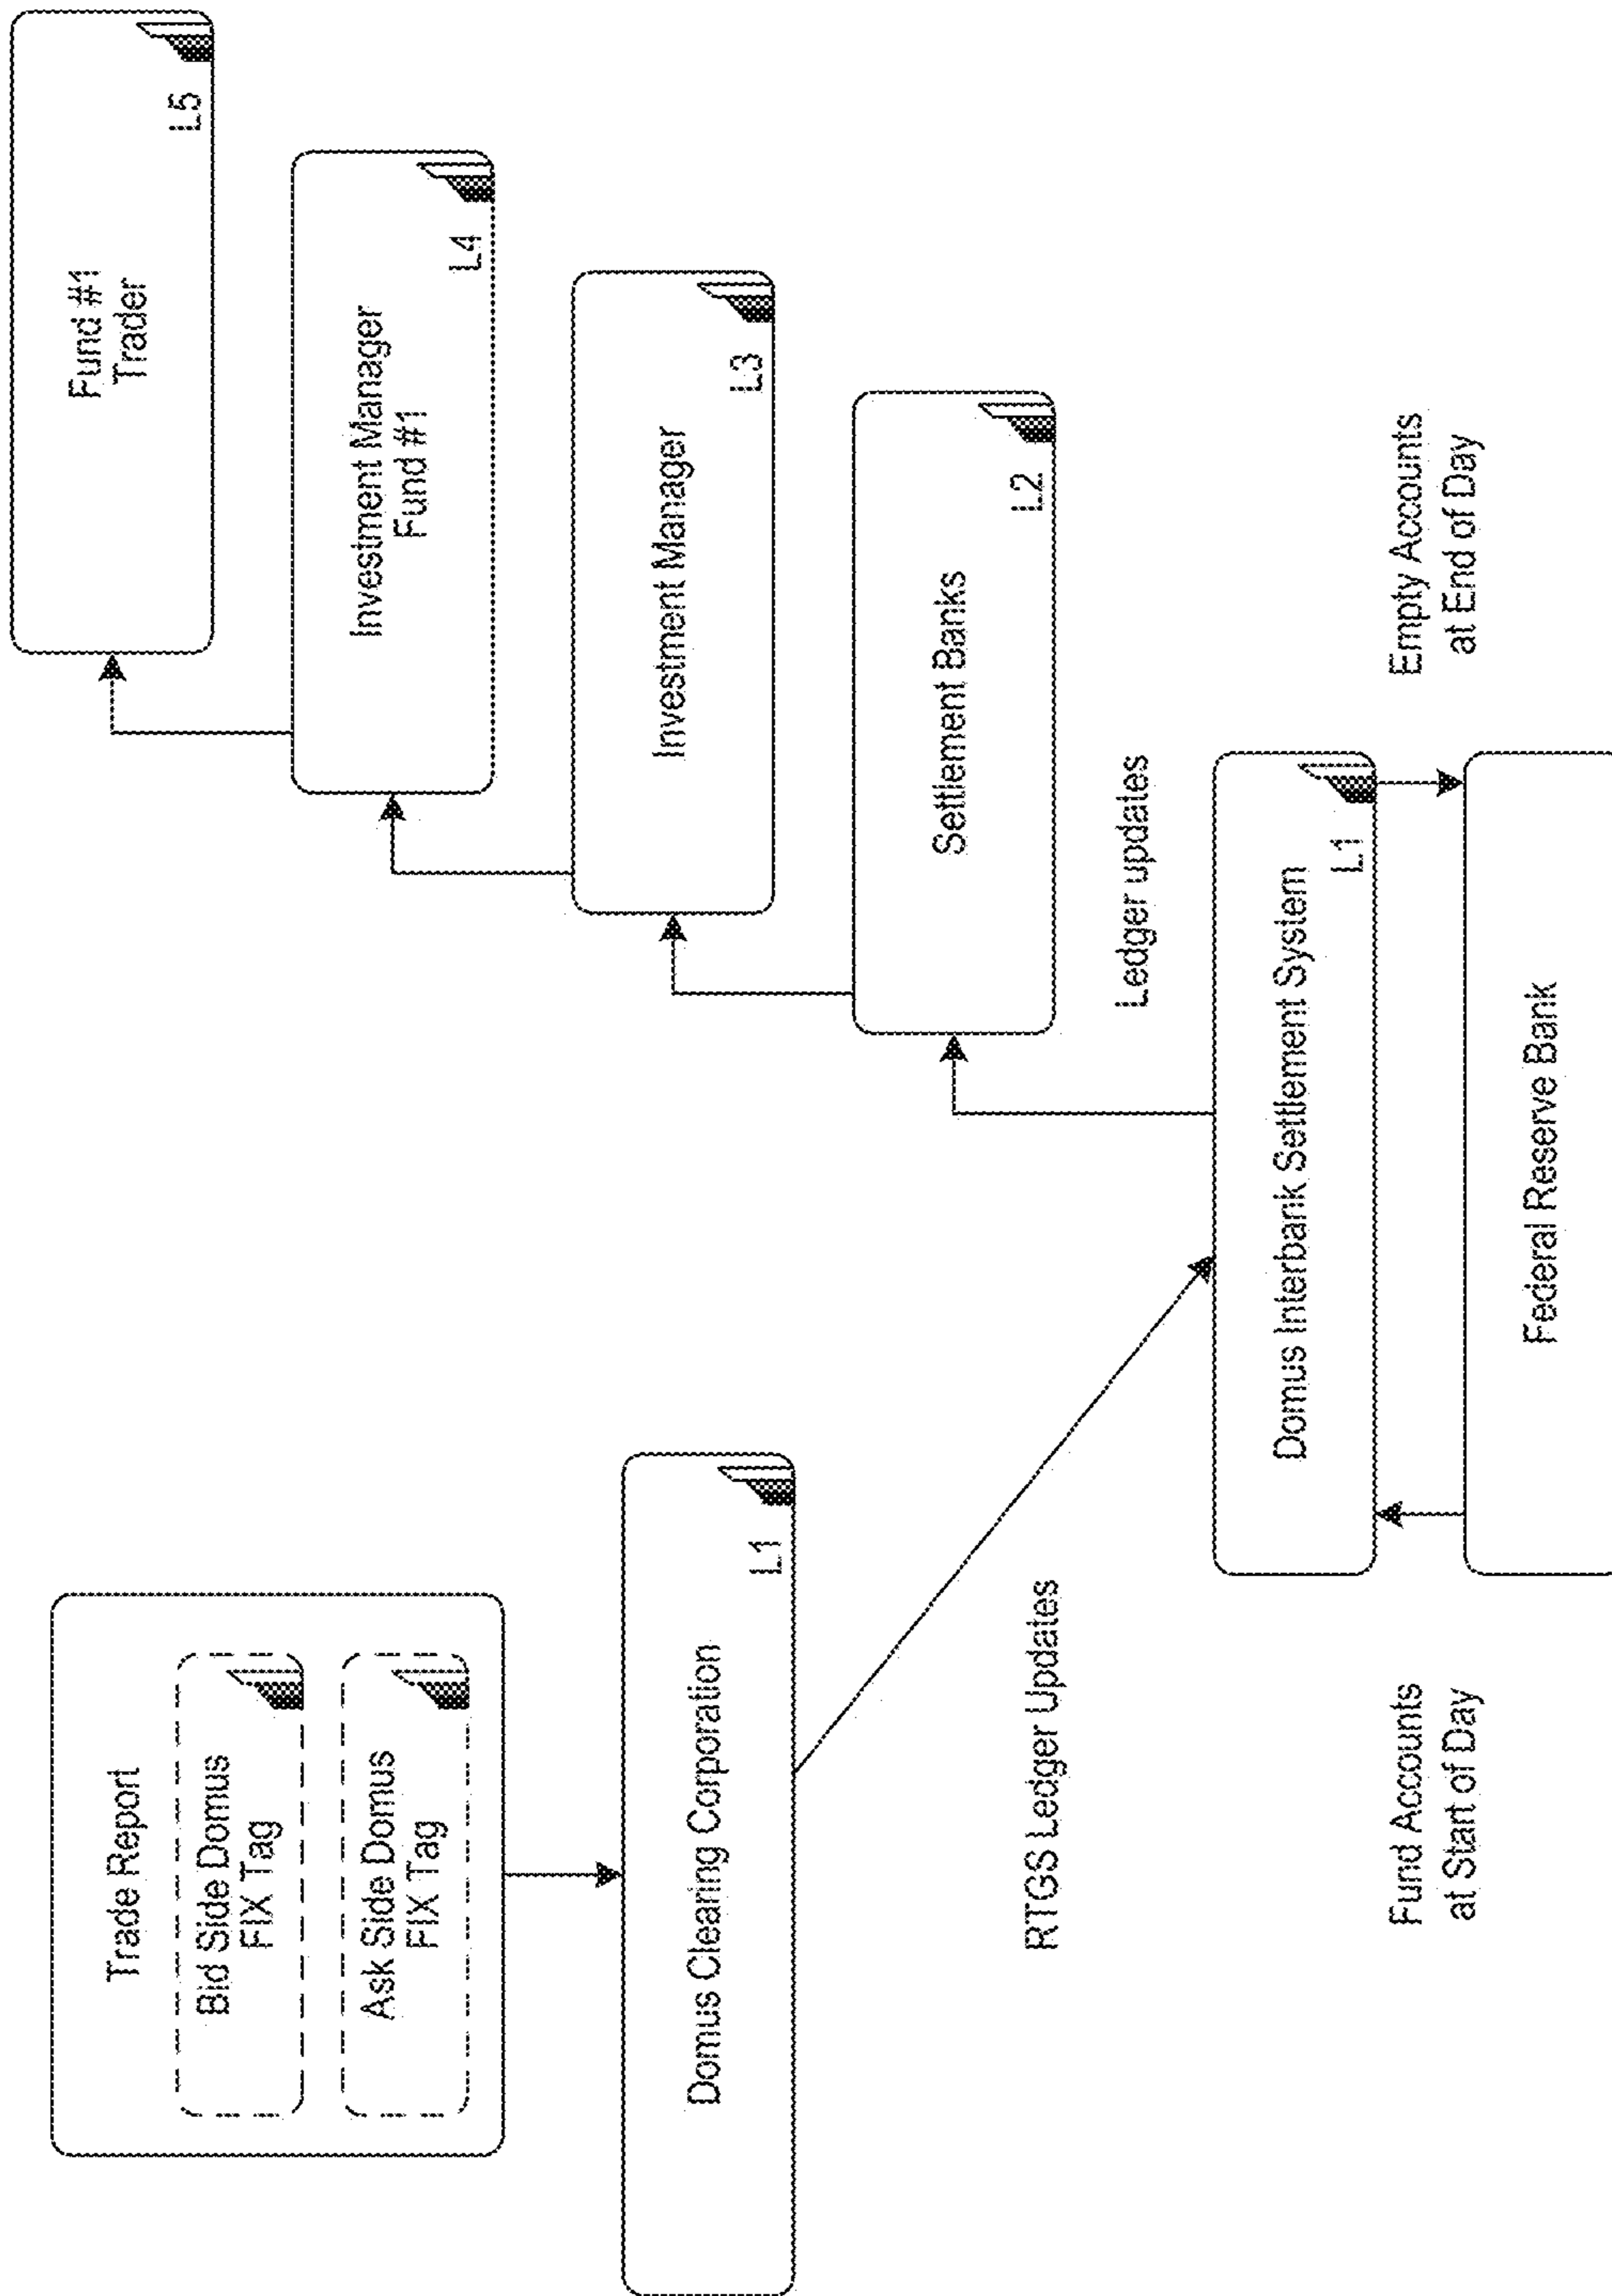 Trade Report
Bid Side Domus
FIX Tag
Ask Side Domus
FIX Tag
Domus Clearing Corporation
L1
RTGS Ledger Updates
Fund Accounts
at Start of Day
Fund #1
Trader
L5
Investment Manager
Fund #1
L4
Investment Manager
L3
Settlement Banks
L2
Ledger updates
Domus Interbank Settlement System
L1
Empty Accounts
at End of Day
Federal Reserve Bank